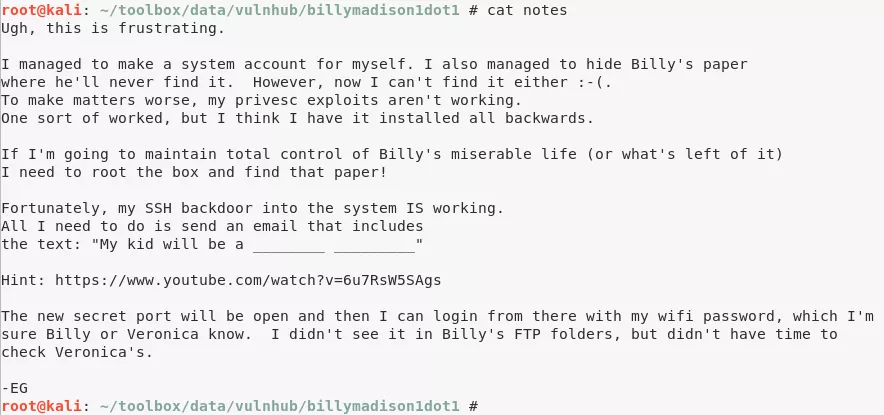 root@kali: ~/toolbox/data/vulnhub/billymadison1dot1 # cat notes
Ugh, this is frustrating.
I managed to make a system account for myself. I also managed to hide Billy's paper
where he'll never find it.  However, now I can't find it either :-(.
To make matters worse, my privesc exploits aren't working.
One sort of worked, but I think I have it installed all backwards.
If I'm going to maintain total control of Billy's miserable life (or what's left of it)
I need to root the box and find that paper!
Fortunately, my SSH backdoor into the system IS working.
All I need to do is send an email that includes
the text: "My kid will be a ________ _________"
Hint: https://www.youtube.com/watch?v=6u7RsW5SAgs
The new secret port will be open and then I can login from there with my wifi password, which I'm
sure Billy or Veronica know.  I didn't see it in Billy's FTP folders, but didn't have time to
check Veronica's.
-EG
root@kali: ~/toolbox/data/vulnhub/billymadison1dot1 #